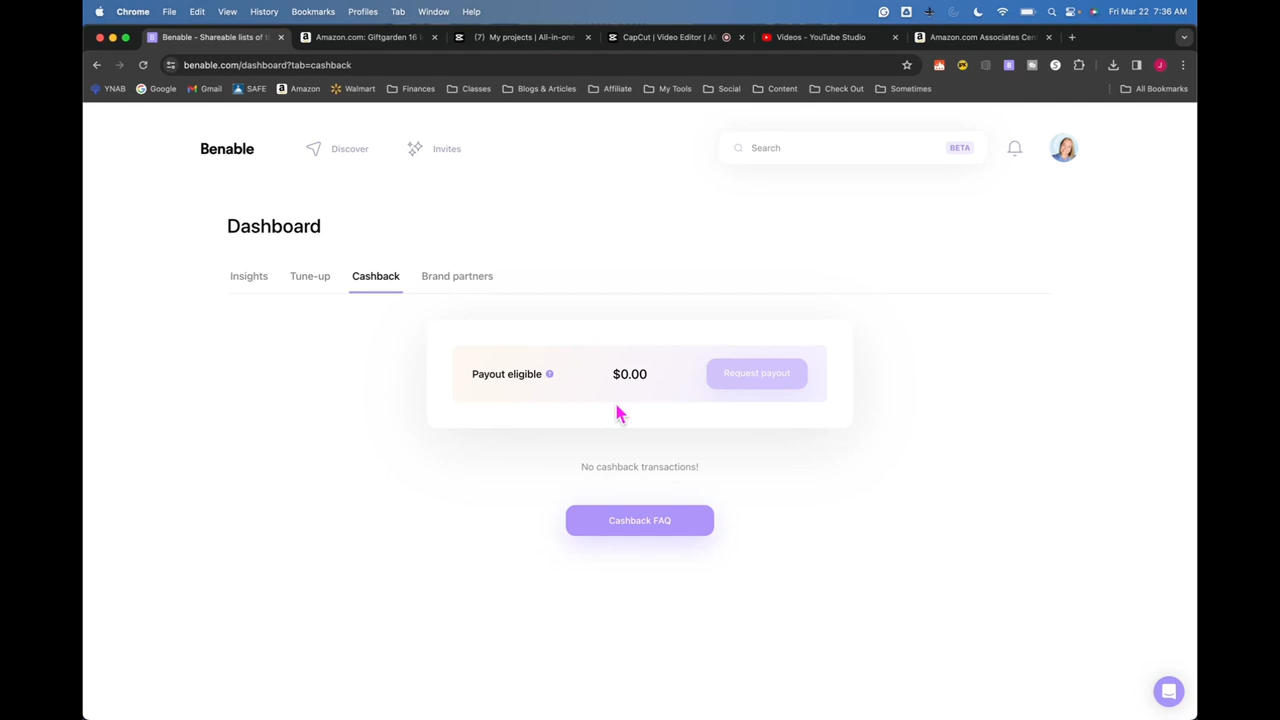 Chrome File Edit View History Bookmarks Profiles Tab Window Help Fri Mar 22 7:36 AM
Benable - Shareable lists of th Amazon.com: Giftgarden 16 (7) My projects | All-in-one CapCut | Video Editor | Al Videos - YouTube Studio Amazon.com Associates Cen
benable.com/dashboard?tab=cashback
YNAB Google Gmail SAFE Amazon Walmart Finances Classes Blogs & Articles Affiliate My Tools Social Content Check Out Sometimes All Bookmarks
Benable Discover Invites Search BETA
Dashboard
Insights Tune-up Cashback Brand partners
Payout eligible $0.00 Request payout
No cashback transactions!
Cashback FAQ